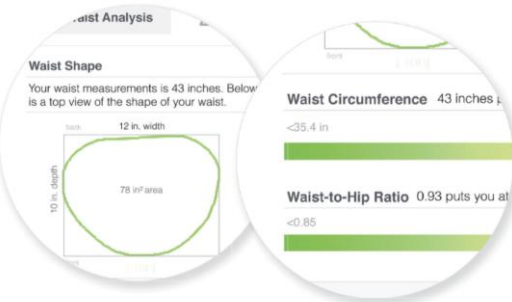 Waist Analysis
Waist Shape
Your waist measurements is 43 inches. Below
is a top view of the shape of your waist.
back
12 in. width
10 in. depth
78 in² area
front
Waist Circumference 43 inches
<35.4 in
Waist-to-Hip Ratio 0.93 puts you at
<0.85